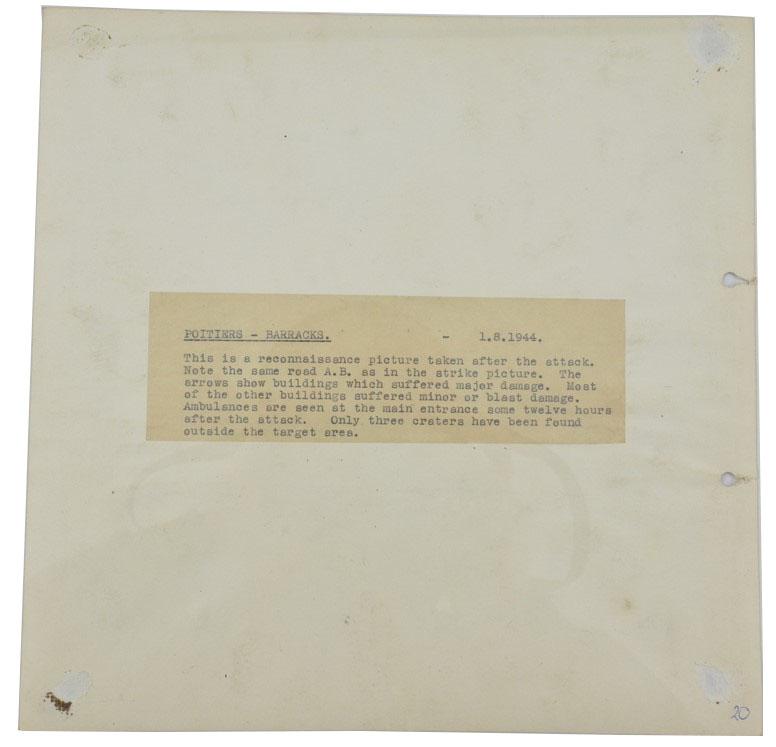 POITIERS - BARRACKS. - 1.8.1944.
This is a reconnaissance picture taken after the attack.
Note the same road A.B. as in the strike picture. The
arrows show buildings which suffered major damage. Most
of the other buildings suffered minor or blast damage.
Ambulances are seen at the main entrance some twelve hours
after the attack. Only three craters have been found
outside the target area.
20